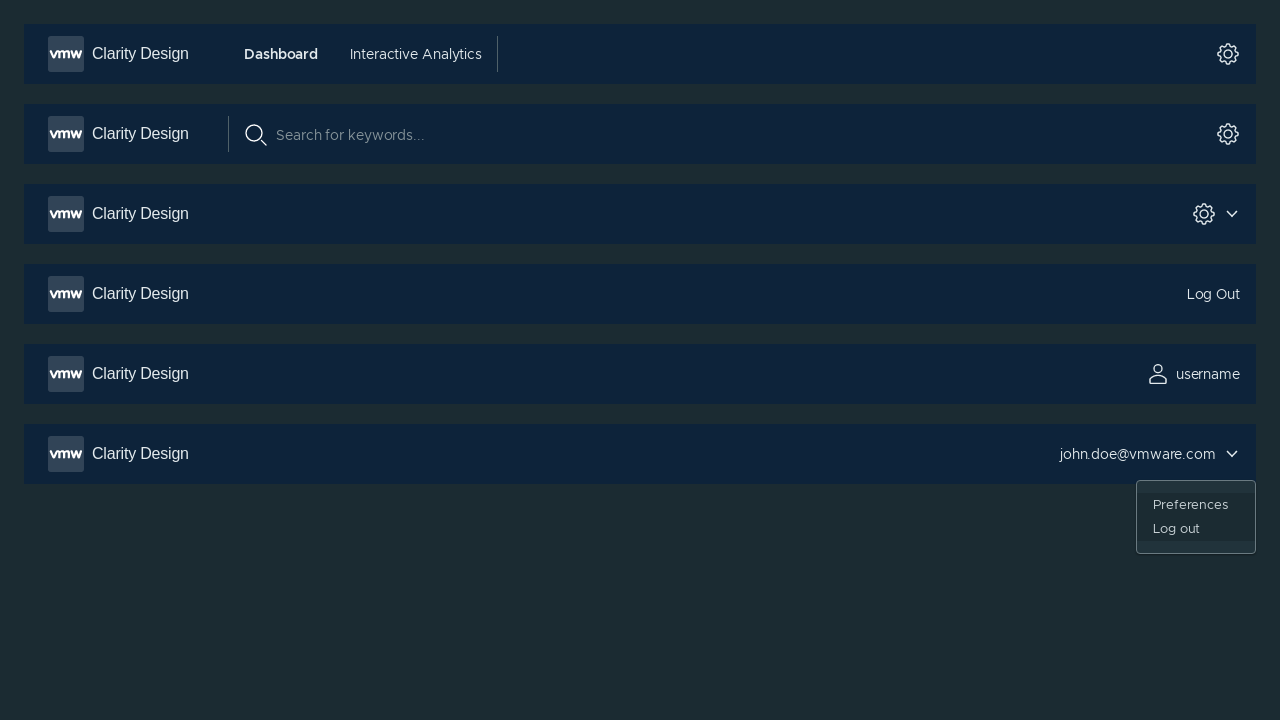 vmw Clarity Design Dashboard Interactive Analytics
vmw Clarity Design Search for keywords...
vmw Clarity Design
vmw Clarity Design Log Out
vmw Clarity Design username
vmw Clarity Design john.doe@vmware.com
Preferences
Log out